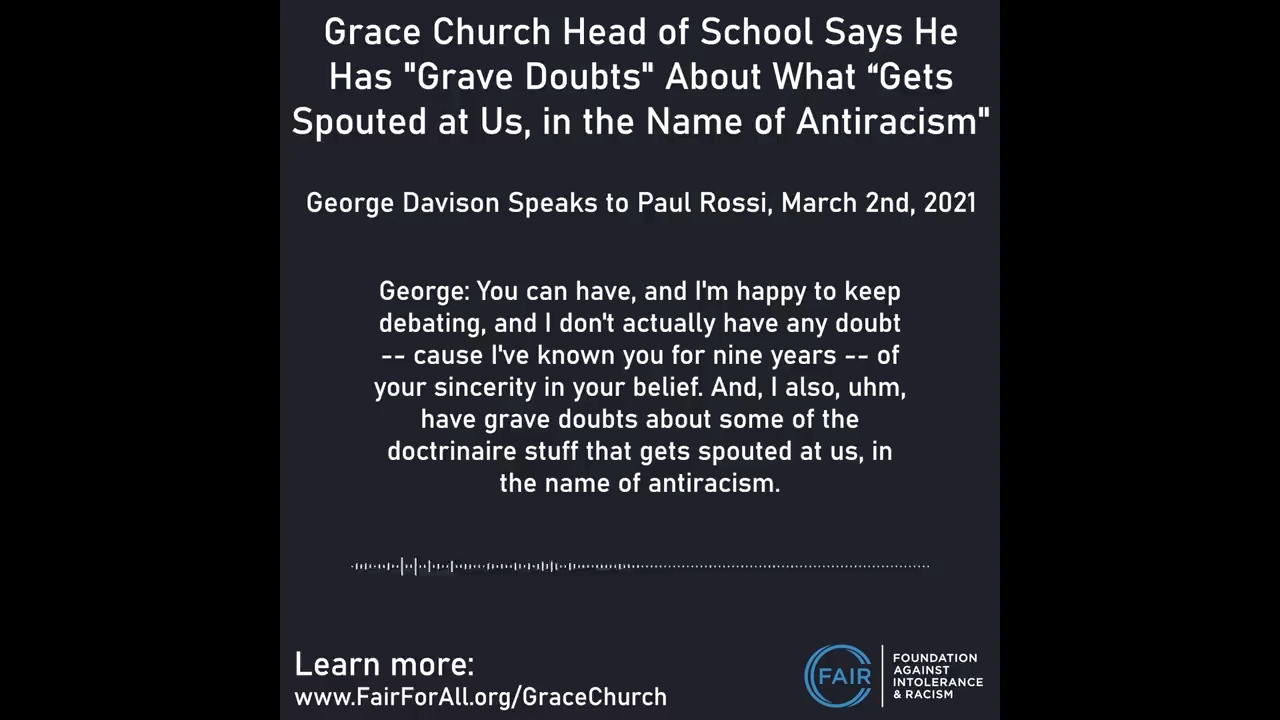 Grace Church Head of School Says He
Has "Grave Doubts" About What “Gets
Spouted at Us, in the Name of Antiracism"
George Davison Speaks to Paul Rossi, March 2nd, 2021
George: You can have, and I'm happy to keep
debating, and I don't actually have any doubt
-- cause I've known you for nine years -- of
your sincerity in your belief. And, I also, uhm,
have grave doubts about some of the
doctrinaire stuff that gets spouted at us, in
the name of antiracism.
Learn more:
www.FairForAll.org/GraceChurch
FAIR
FOUNDATION
AGAINST
INTOLERANCE
& RACISM